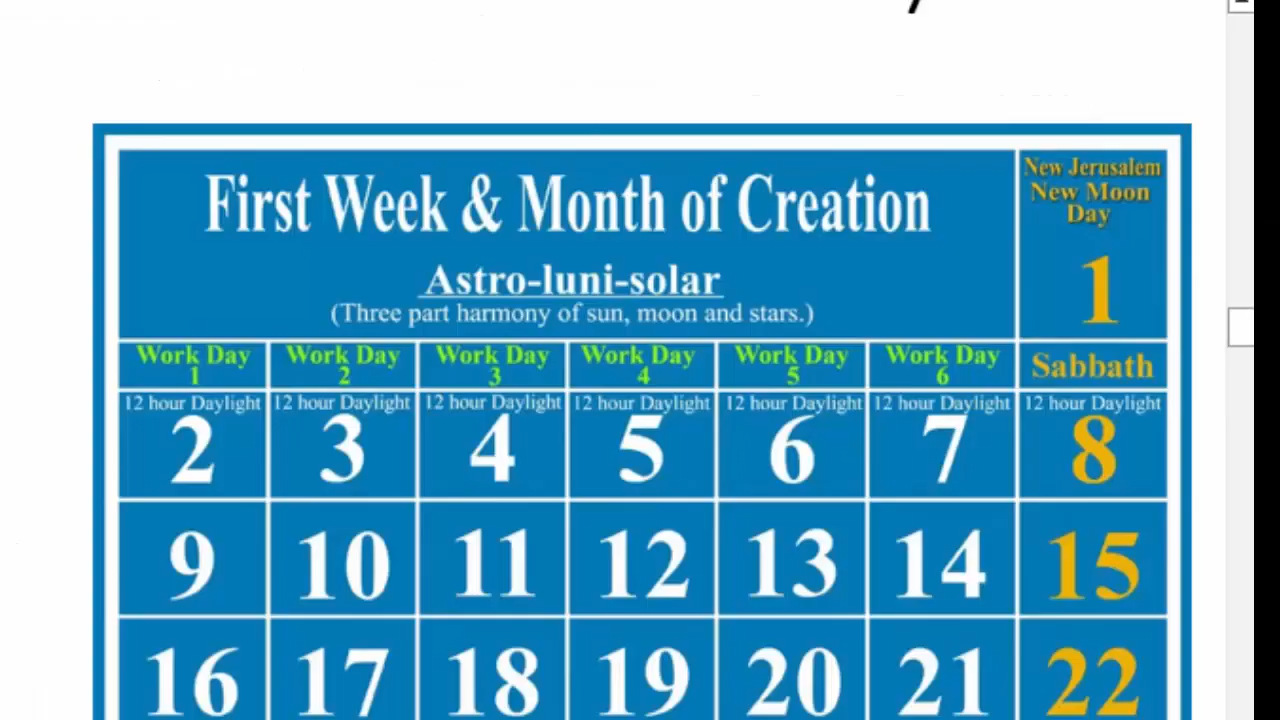 First Week & Month of Creation
Astro-luni-solar
(Three part harmony of sun, moon and stars.)
New Jerusalem
New Moon
Day
1
Work Day 1 Work Day 2 Work Day 3 Work Day 4 Work Day 5 Work Day 6 Sabbath
12 hour Daylight 12 hour Daylight 12 hour Daylight 12 hour Daylight 12 hour Daylight 12 hour Daylight 12 hour Daylight
2 3 4 5 6 7 8
9 10 11 12 13 14 15
16 17 18 19 20 21 22